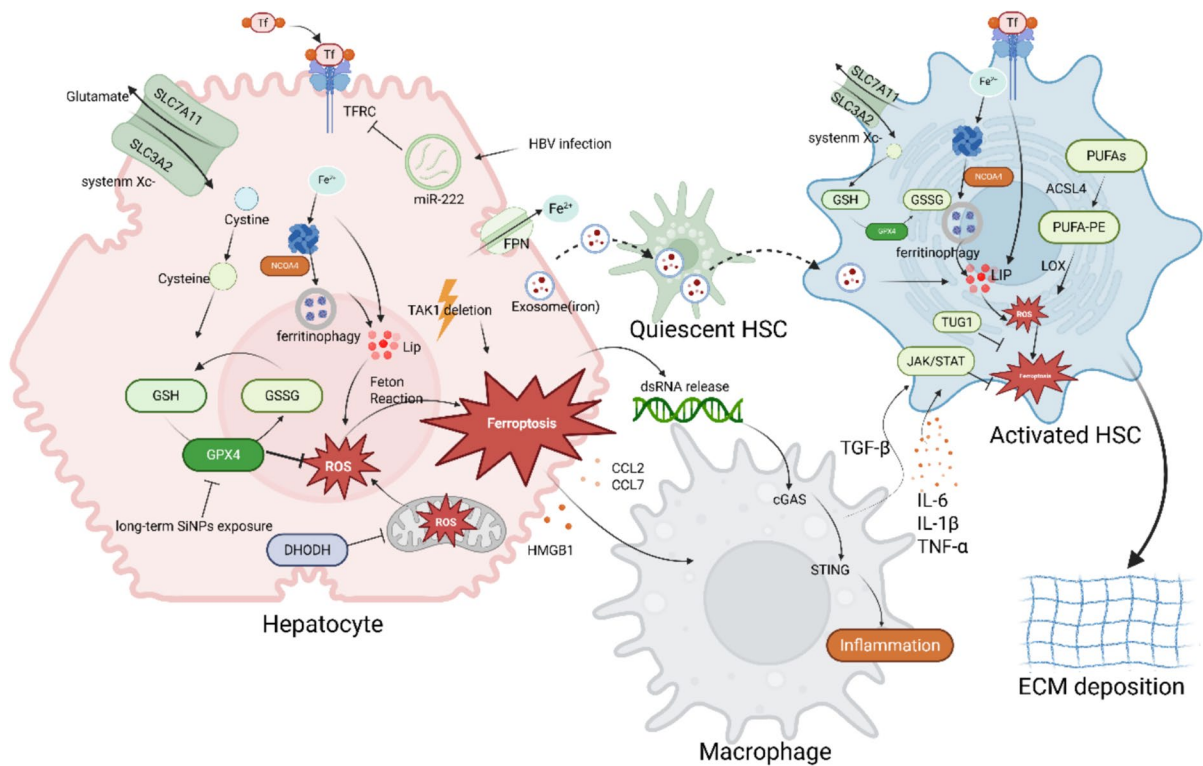 Tf
Tf
TFRC
Glutamate
SLC7A11
SLC3A2
systenm Xc-
Cystine
Cysteine
Fe²⁺
NCOA4
ferritinophagy
Lip
miR-222
HBV infection
FPN
Fe²⁺
Exosome(iron)
TAK1 deletion
GSH
GSSG
GPX4
Feton
Reaction
ROS
Ferroptosis
long-term SiNPs exposure
DHODH
ROS
Hepatocyte
HMGB1
CCL2
CCL7
dsRNA release
Quiescent HSC
cGAS
STING
Inflammation
Macrophage
TGF-β
IL-6
IL-1β
TNF-α
Tf
SLC7A11
SLC3A2
systenm Xc-
Fe²⁺
NCOA4
GSH
GSSG
GPX4
ferritinophagy
LIP
PUFAs
ACSL4
PUFA-PE
LOX
ROS
TUG1
JAK/STAT
Ferroptosis
Activated HSC
ECM deposition